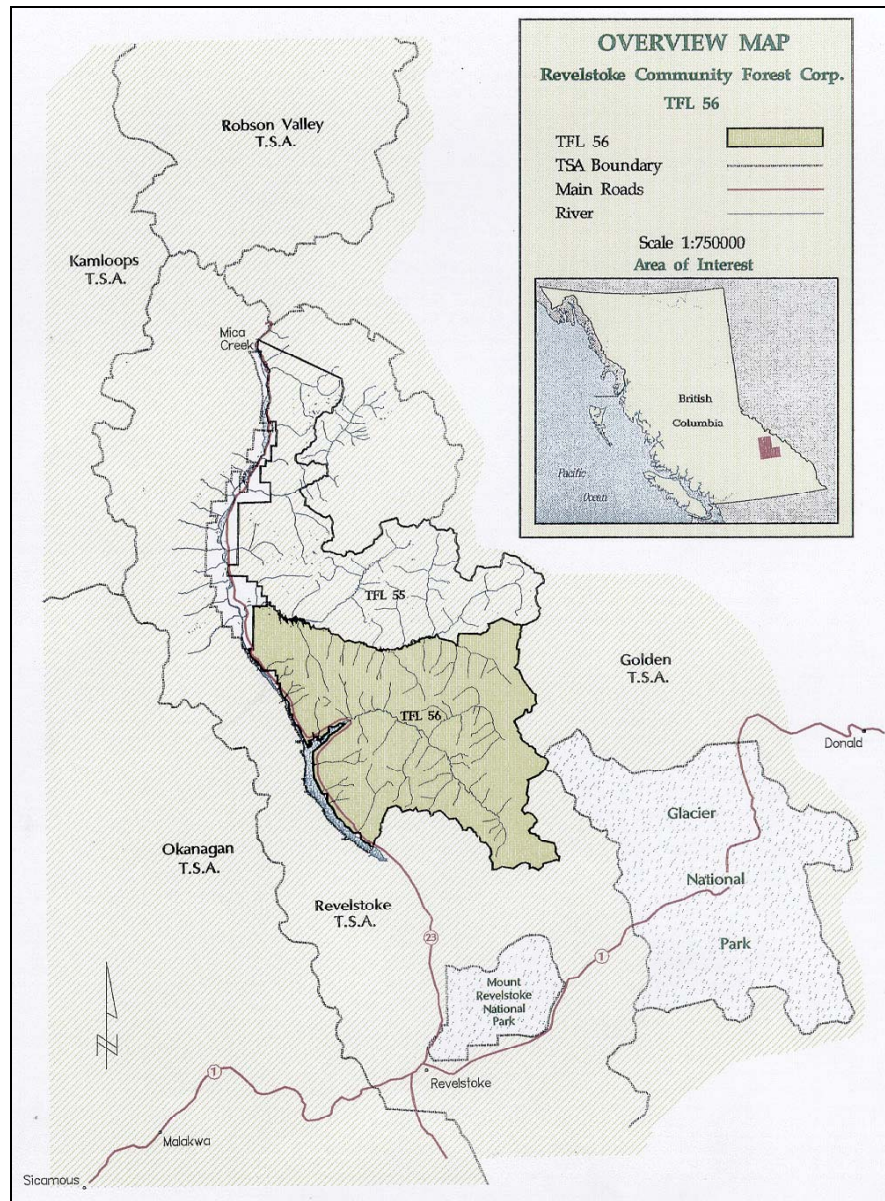 OVERVIEW MAP
Revelstoke Community Forest Corp.
TFL 56
TFL 56
TSA Boundary
Main Roads
River
Scale 1:750000
Area of Interest
British
Columbia
Pacific
Ocean
Robson Valley
T.S.A.
Kamloops
T.S.A.
Mica
Creek
TFL 55
Golden
T.S.A.
TFL 56
Donald
Glacier
National
Park
Okanagan
T.S.A.
Revelstoke
T.S.A.
23
1
Mount
Revelstoke
National
Park
N
1
Revelstoke
Malakwa
Sicamous